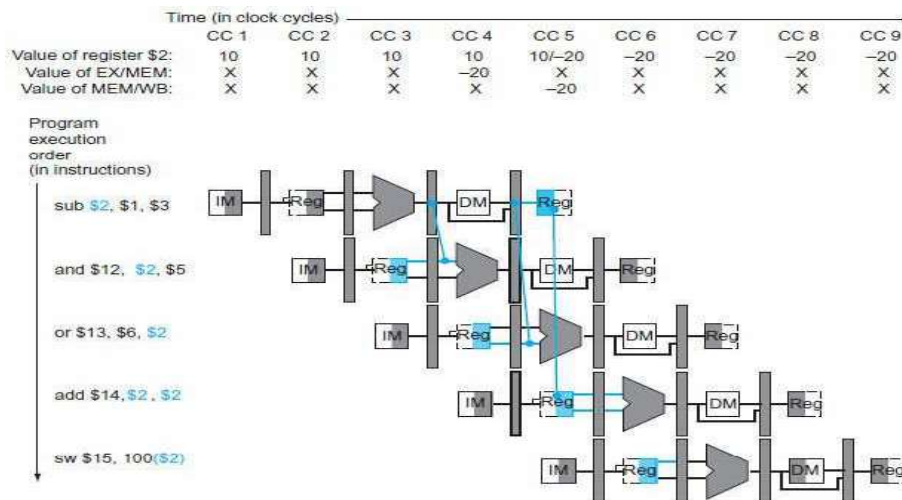 Time (in clock cycles)
CC 1 CC 2 CC 3 CC 4 CC 5 CC 6 CC 7 CC 8 CC 9
Value of register $2: 10 10 10 10 10/–20 –20 –20 –20 –20
Value of EX/MEM: X X X –20 X X X X X
Value of MEM/WB: X X X X –20 X X X X
Program
execution
order
(in instructions)
sub $2, $1, $3 IM Reg DM Reg
and $12, $2, $5 IM Reg DM Reg
or $13, $6, $2 IM Reg DM Reg
add $14,$2, $2 IM Reg DM Reg
sw $15, 100($2) IM Reg DM Reg